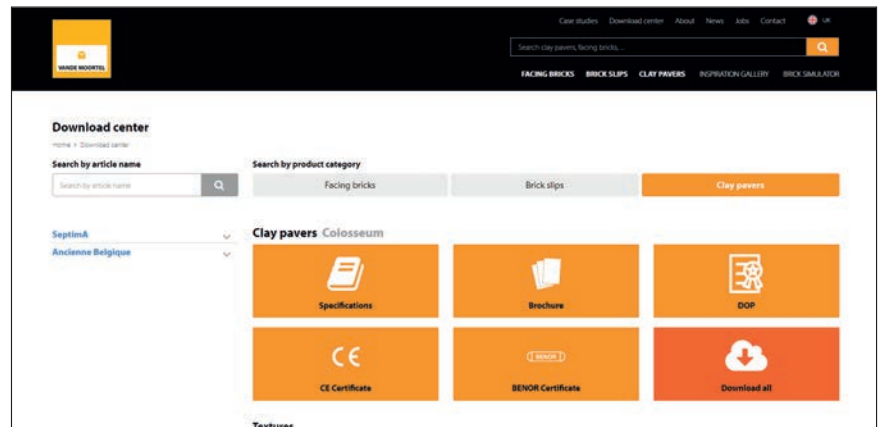 Case studies Download center About News Jobs Contact UK
VANDE MOORTEL
Search clay pavers, facing bricks, ...
FACING BRICKS BRICK SLIPS CLAY PAVERS INSPIRATION GALLERY BRICK SIMULATOR
Download center
Home > Download center
Search by article name
Search by article name
Search by product category
Facing bricks
Brick slips
Clay pavers
SeptimA
Ancienne Belgique
Clay pavers Colosseum
Specifications
Brochure
DOP
CE
CE Certificate
BENOR
BENOR Certificate
Download all
Textures